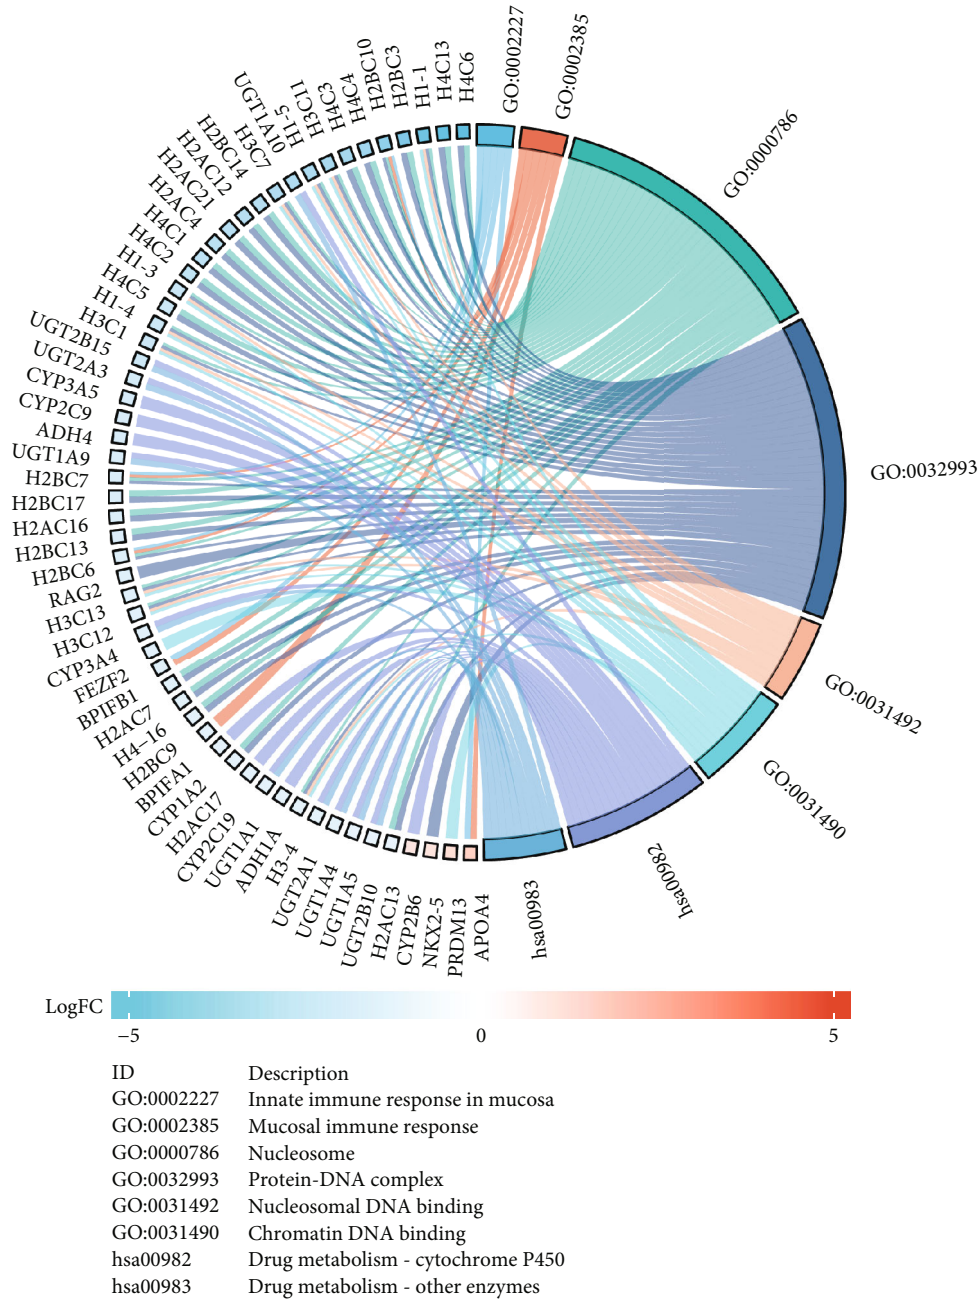 GO:0002227
GO:0002385
GO:0000786
GO:0032993
GO:0031492
GO:0031490
hsa00982
hsa00983
H4C6
H4C13
H1-1
H2BC3
H2BC10
H4C4
H4C3
H3C11
H1-5
UGT1A10
H3C7
H2BC14
H2AC12
H2AC21
H2AC4
H4C1
H4C2
H1-3
H4C5
H1-4
H3C1
UGT2B15
UGT2A3
CYP3A5
CYP2C9
ADH4
UGT1A9
H2BC7
H2BC17
H2AC16
H2BC13
H2BC6
RAG2
H3C13
H3C12
CYP3A4
FEZF2
BPIFB1
H2AC7
H4–16
H2BC9
BPIFA1
CYP1A2
H2AC17
CYP2C19
UGT1A1
ADH1A
H3-4
UGT2A1
UGT1A4
UGT1A5
UGT2B10
H2AC13
CYP2B6
NKX2-5
PRDM13
APOA4
LogFC
−5 0 5
ID Description
GO:0002227 Innate immune response in mucosa
GO:0002385 Mucosal immune response
GO:0000786 Nucleosome
GO:0032993 Protein-DNA complex
GO:0031492 Nucleosomal DNA binding
GO:0031490 Chromatin DNA binding
hsa00982 Drug metabolism - cytochrome P450
hsa00983 Drug metabolism - other enzymes